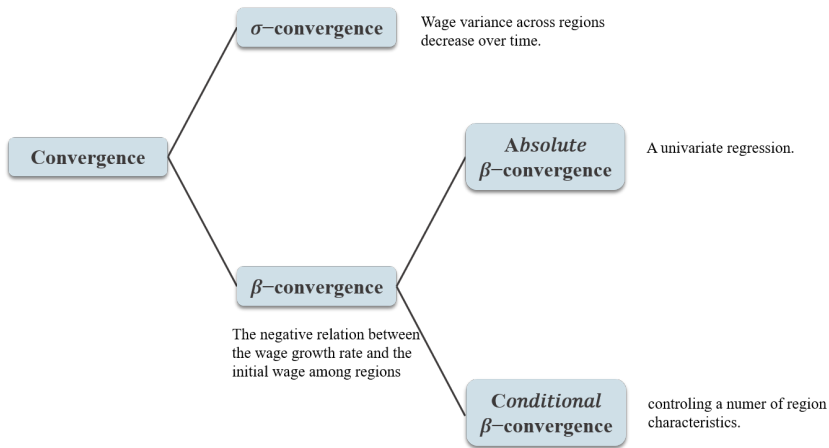 σ−convergence
Wage variance across regions
decrease over time.
Convergence
Absolute
β−convergence
A univariate regression.
β−convergence
The negative relation between
the wage growth rate and the
initial wage among regions
Conditional
β−convergence
controling a numer of region
characteristics.